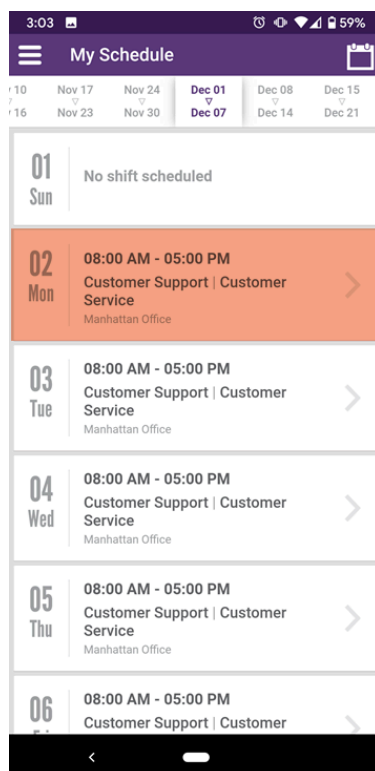 3:03 59%
My Schedule
10 Nov 17 Nov 24 Dec 01 Dec 08 Dec 15
16 Nov 23 Nov 30 Dec 07 Dec 14 Dec 21
01
Sun
No shift scheduled
02
Mon
08:00 AM - 05:00 PM
Customer Support | Customer
Service
Manhattan Office
03
Tue
08:00 AM - 05:00 PM
Customer Support | Customer
Service
Manhattan Office
04
Wed
08:00 AM - 05:00 PM
Customer Support | Customer
Service
Manhattan Office
05
Thu
08:00 AM - 05:00 PM
Customer Support | Customer
Service
Manhattan Office
06
08:00 AM - 05:00 PM
Customer Support | Customer